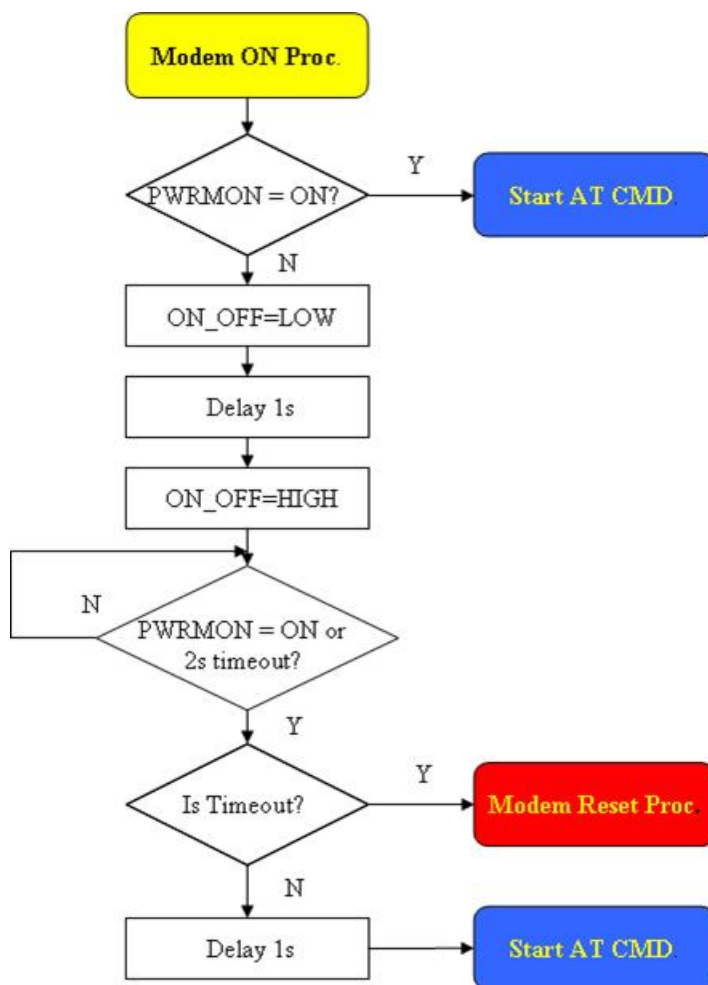 Modem ON Proc.
PWRMON = ON?
Y
Start AT CMD.
N
ON_OFF=LOW
Delay 1s
ON_OFF=HIGH
N
PWRMON = ON or
2s timeout?
Y
Is Timeout?
Y
Modem Reset Proc.
N
Delay 1s
Start AT CMD.